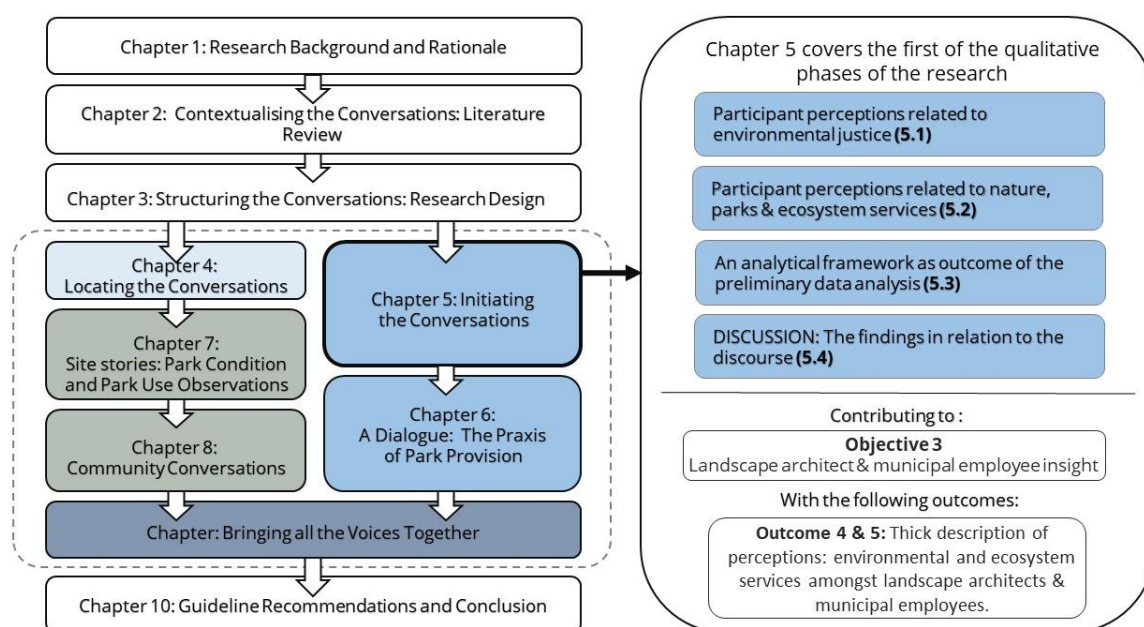 Chapter 1: Research Background and Rationale
Chapter 2: Contextualising the Conversations: Literature
Review
Chapter 3: Structuring the Conversations: Research Design
Chapter 4:
Locating the Conversations
Chapter 7:
Site stories: Park Condition
and Park Use Observations
Chapter 8:
Community Conversations
Chapter 5: Initiating
the Conversations
Chapter 6:
A Dialogue: The Praxis
of Park Provision
Chapter: Bringing all the Voices Together
Chapter 10: Guideline Recommendations and Conclusion
Chapter 5 covers the first of the qualitative
phases of the research
Participant perceptions related to
environmental justice (5.1)
Participant perceptions related to nature,
parks & ecosystem services (5.2)
An analytical framework as outcome of the
preliminary data analysis (5.3)
DISCUSSION: The findings in relation to the
discourse (5.4)
Contributing to :
Objective 3
Landscape architect & municipal employee insight
With the following outcomes:
Outcome 4 & 5: Thick description of
perceptions: environmental and ecosystem
services amongst landscape architects &
municipal employees.